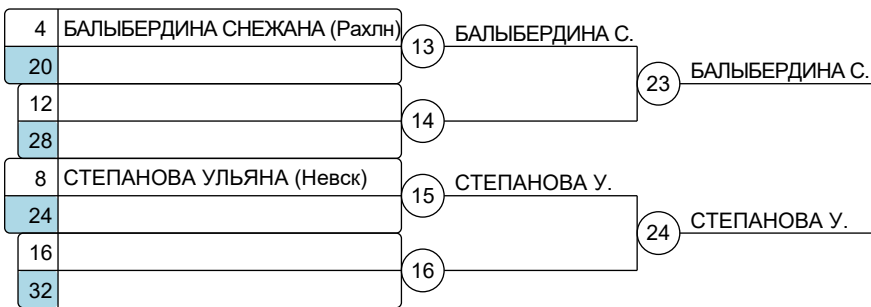 4 БАЛЫБЕРДИНА СНЕЖАНА (Рахлн) 13 БАЛЫБЕРДИНА С.
20
23 БАЛЫБЕРДИНА С.
12
14
28
8 СТЕПАНОВА УЛЬЯНА (Невск) 15 СТЕПАНОВА У.
24
24 СТЕПАНОВА У.
16
16
32